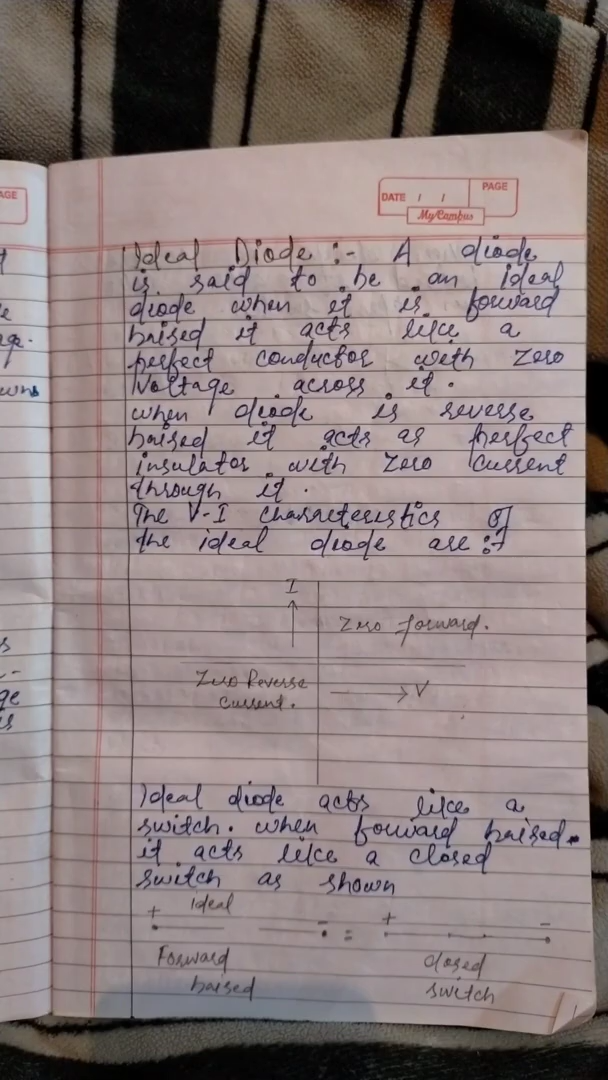 AGE
DATE / / PAGE
My Campus
Ideal Diode :- A diode
is said to be an ideal
diode when it is forward
baised it acts like a
perfect conductor with zero
Voltage across it.
when diode is reverse
baised it acts as perfect
insulator with zero current
through it.
The V-I characteristics of
the ideal diode are :-
I
Zero forward.
Zero Reverse
current.
V
Ideal diode acts like a
switch. when forward baised.
it acts like a closed
switch as shown
+ Ideal - = + -
Forward closed
baised switch